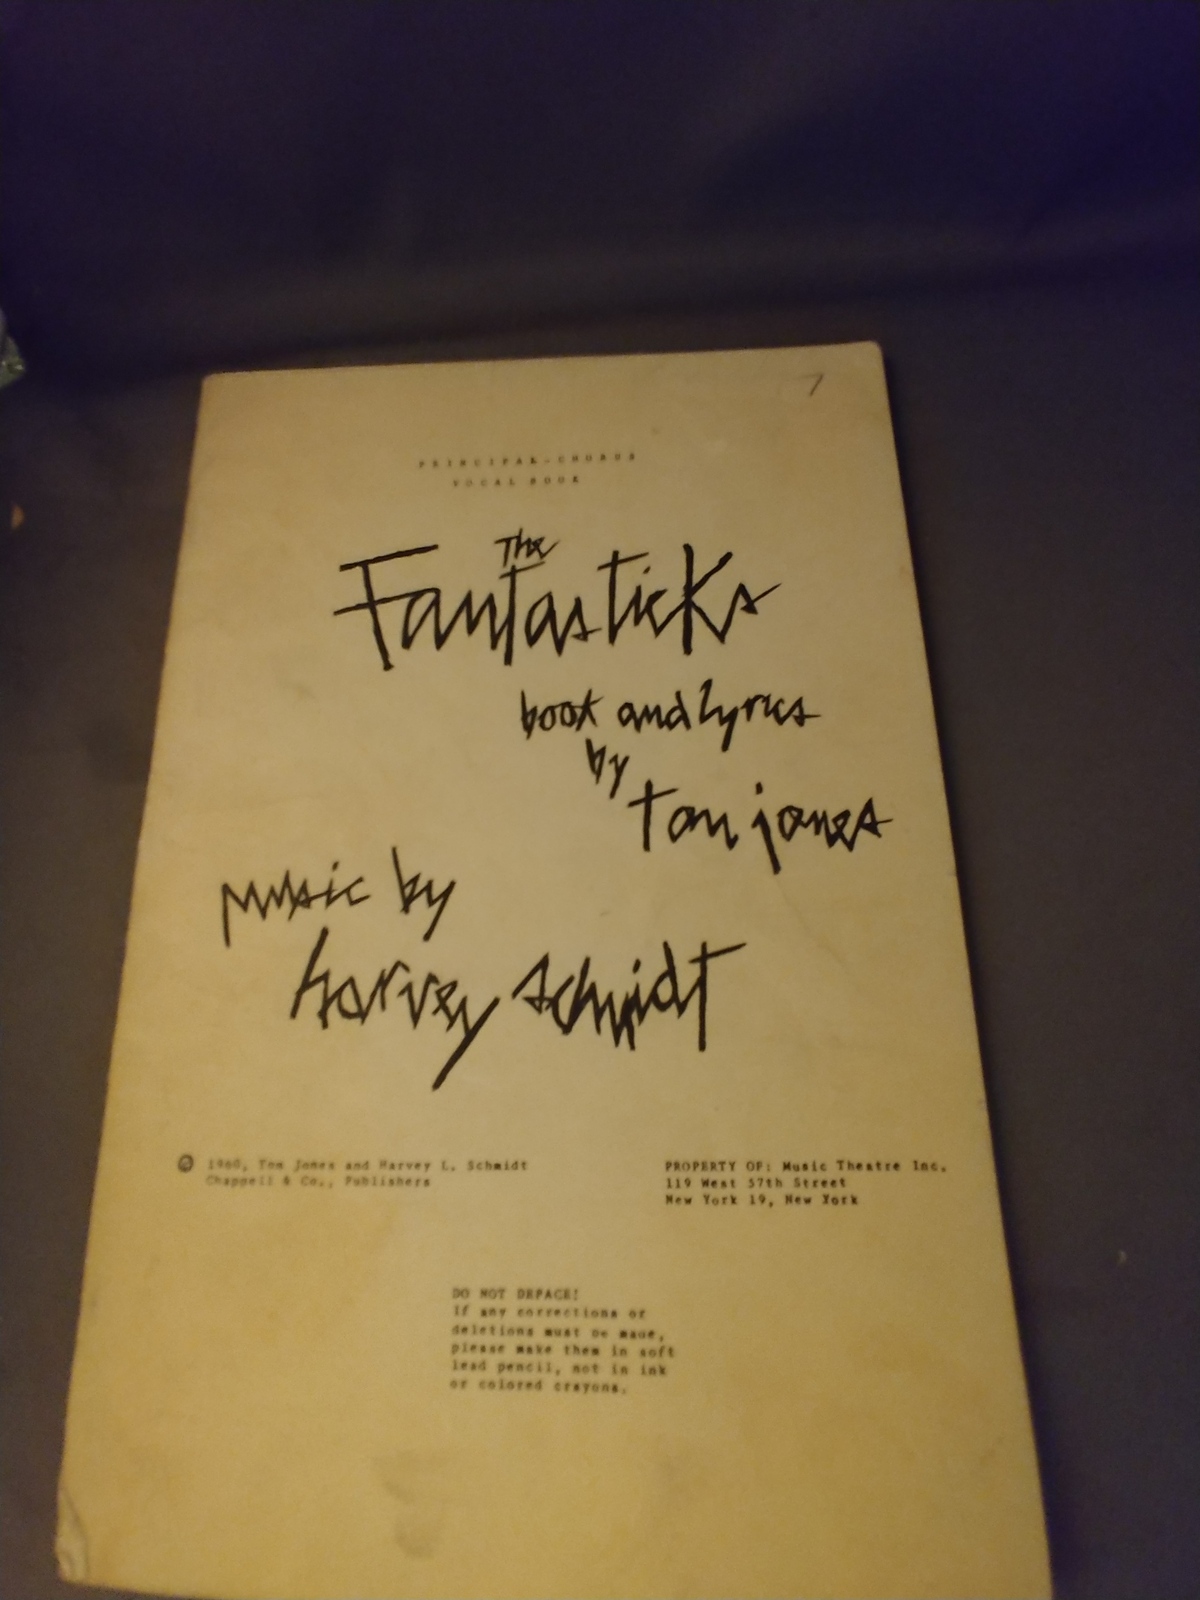 7
PRINCIPAL-CHORUS
VOCAL BOOK
The
Fantasticks
book and lyrics
by
tom jones
music by
harvey schmidt
© 1960, Tom Jones and Harvey L. Schmidt
Chappell & Co., Publishers
PROPERTY OF: Music Theatre Inc.
119 West 57th Street
New York 19, New York
DO NOT DEFACE!
If any corrections or
deletions must be made,
please make them in soft
lead pencil, not in ink
or colored crayons.